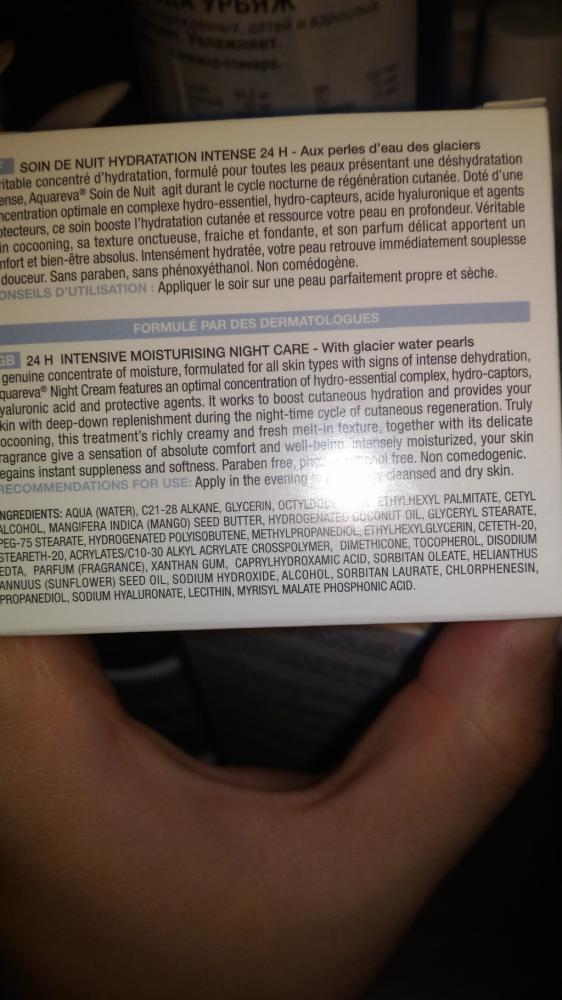 УРЬЯЖ
детей и взрослых.
Увлажняет.
SOIN DE NUIT HYDRATATION INTENSE 24 H - Aux perles d'eau des glaciers
ritable concentré d'hydratation, formulé pour toutes les peaux présentant une déshydratation
ense, Aquareva® Soin de Nuit agit durant le cycle nocturne de régénération cutanée. Doté d'une
ncentration optimale en complexe hydro-essentiel, hydro-capteurs, acide hyaluronique et agents
otecteurs, ce soin booste l'hydratation cutanée et ressource votre peau en profondeur. Véritable
in cocooning, sa texture onctueuse, fraiche et fondante, et son parfum délicat apportent un
nfort et bien-être absolus. Intensément hydratée, votre peau retrouve immédiatement souplesse
douceur. Sans paraben, sans phénoxyéthanol. Non comédogène.
ONSEILS D'UTILISATION : Appliquer le soir sur une peau parfaitement propre et sèche.
FORMULÉ PAR DES DERMATOLOGUES
GB 24 H INTENSIVE MOISTURISING NIGHT CARE - With glacier water pearls
genuine concentrate of moisture, formulated for all skin types with signs of intense dehydration,
quareva® Night Cream features an optimal concentration of hydro-essential complex, hydro-captors,
yaluronic acid and protective agents. It works to boost cutaneous hydration and provides your
kin with deep-down replenishment during the night-time cycle of cutaneous regeneration. Truly
ocooning, this treatment's richly creamy and fresh melt-in texture, together with its delicate
ragrance give a sensation of absolute comfort and well-being. Intensely moisturized, your skin
egains instant suppleness and softness. Paraben free, free. Non comedogenic.
RECOMMENDATIONS FOR USE: Apply in the evening cleansed and dry skin.
NGREDIENTS: AQUA (WATER), C21-28 ALKANE, GLYCERIN, ETHYLHEXYL PALMITATE, CETYL
ALCOHOL, MANGIFERA INDICA (MANGO) SEED BUTTER, HYDROGENATED COCONUT OIL, GLYCERYL STEARATE,
PEG-75 STEARATE, HYDROGENATED POLYISOBUTENE, METHYLPROPANEDIOL, ETHYLHEXYLGLYCERIN, CETETH-20,
STEARETH-20, ACRYLATES/C10-30 ALKYL ACRYLATE CROSSPOLYMER, DIMETHICONE, TOCOPHEROL, DISODIUM
EDTA, PARFUM (FRAGRANCE), XANTHAN GUM, CAPRYLHYDROXAMIC ACID, SORBITAN OLEATE, HELIANTHUS
ANNUUS (SUNFLOWER) SEED OIL, SODIUM HYDROXIDE, ALCOHOL, SORBITAN LAURATE, CHLORPHENESIN,
PROPANEDIOL, SODIUM HYALURONATE, LECITHIN, MYRISYL MALATE PHOSPHONIC ACID.